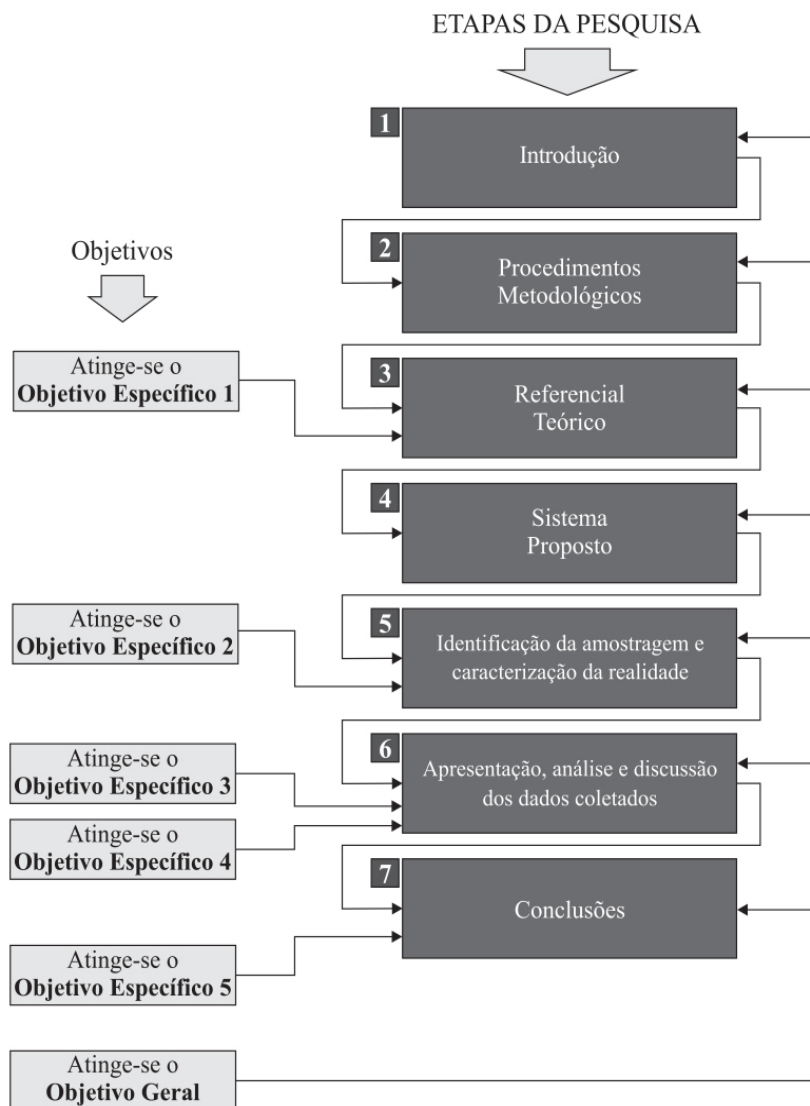 ETAPAS DA PESQUISA
1
Introdução
2
Procedimentos
Metodológicos
Objetivos
Atinge-se o
Objetivo Específico 1
3
Referencial
Teórico
4
Sistema
Proposto
Atinge-se o
Objetivo Específico 2
5
Identificação da amostragem e
caracterização da realidade
Atinge-se o
Objetivo Específico 3
Atinge-se o
Objetivo Específico 4
6
Apresentação, análise e discussão
dos dados coletados
7
Conclusões
Atinge-se o
Objetivo Específico 5
Atinge-se o
Objetivo Geral